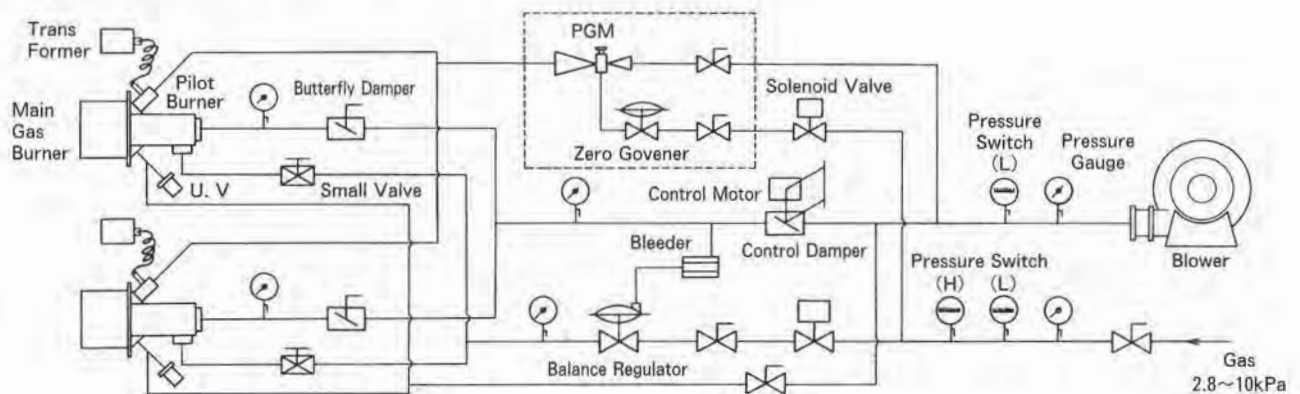 Trans
Former
Main
Gas
Burner
Pilot
Burner
U. V
Butterfly Damper
Small Valve
PGM
Zero Govener
Solenoid Valve
Control Motor
Bleeder
Control Damper
Balance Regulator
Pressure
Switch
(L)
Pressure
Gauge
Blower
Pressure Switch
(H) (L)
Gas
2.8~10kPa